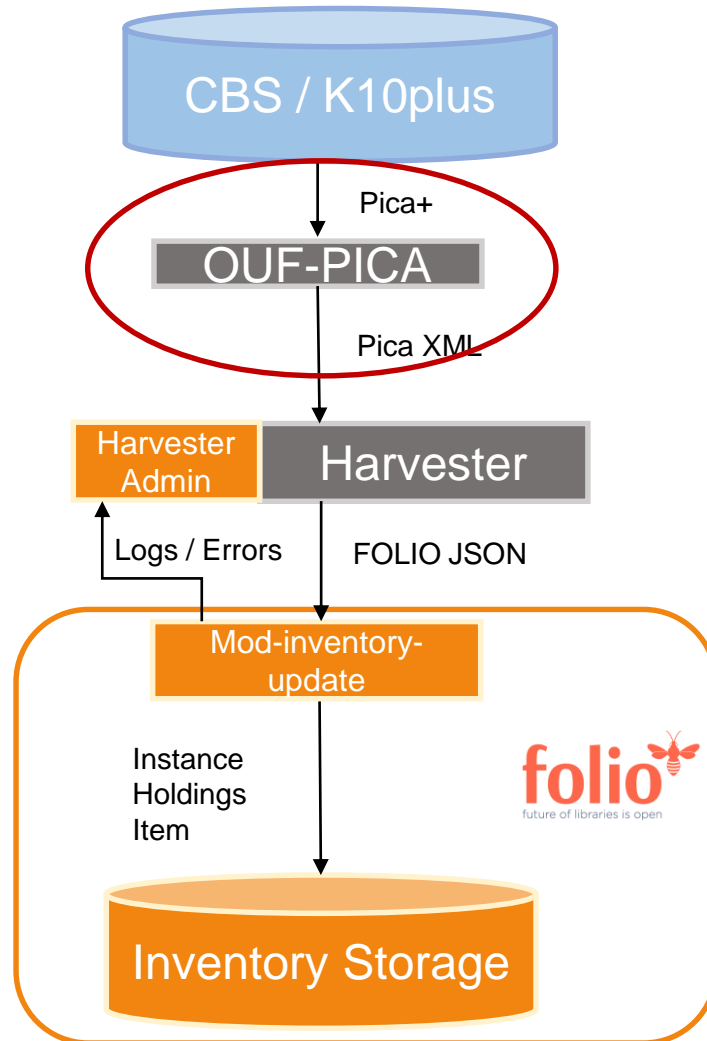 CBS / K10plus
Pica+
OUF-PICA
Pica XML
Harvester
Admin
Harvester
Logs / Errors
FOLIO JSON
Mod-inventory-
update
Instance
Holdings
Item
folio
future of libraries is open
Inventory Storage